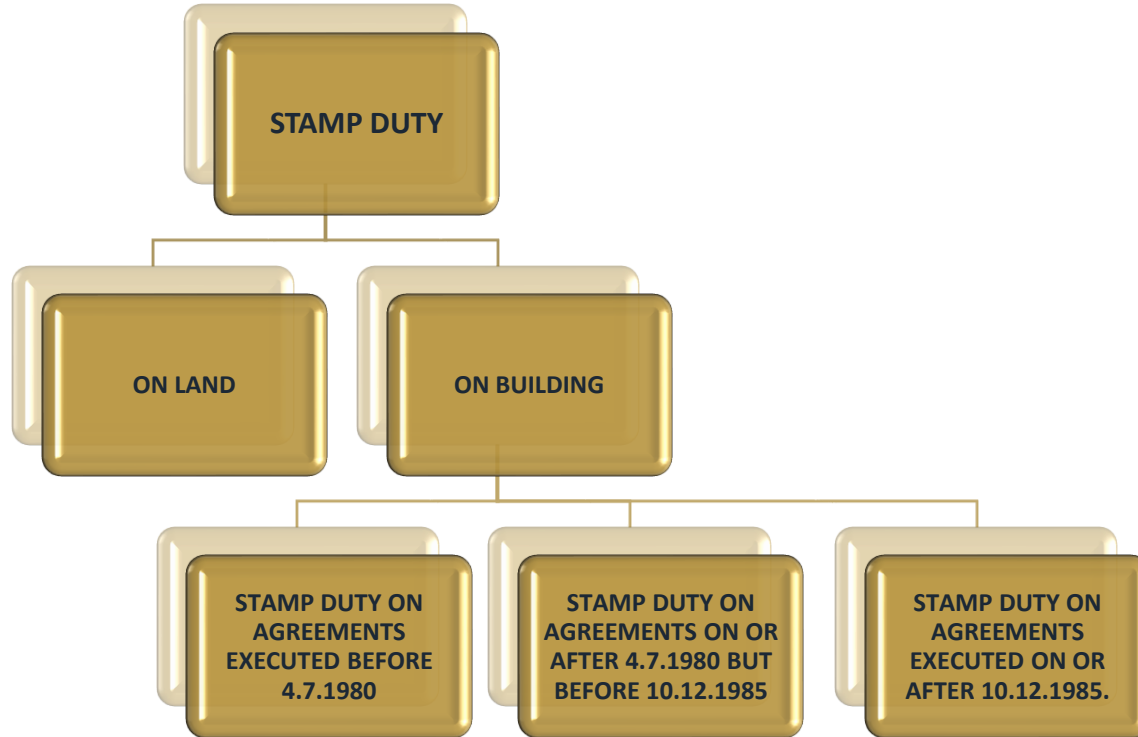 STAMP DUTY
ON LAND
ON BUILDING
STAMP DUTY ON
AGREEMENTS
EXECUTED BEFORE
4.7.1980
STAMP DUTY ON
AGREEMENTS ON OR
AFTER 4.7.1980 BUT
BEFORE 10.12.1985
STAMP DUTY ON
AGREEMENTS
EXECUTED ON OR
AFTER 10.12.1985.